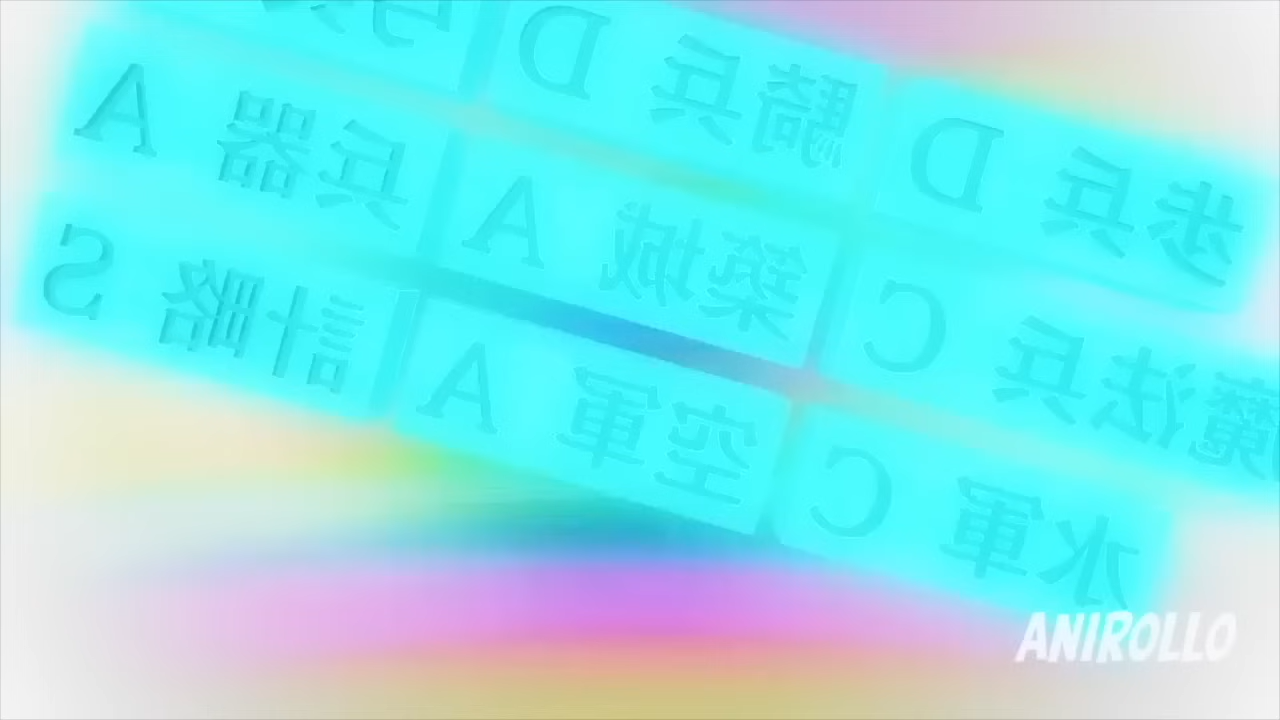 歩兵 D
騎兵 D
魔法兵 C
築城 A
兵器 A
水軍 C
空軍 A
計略 S
ANIROLLO